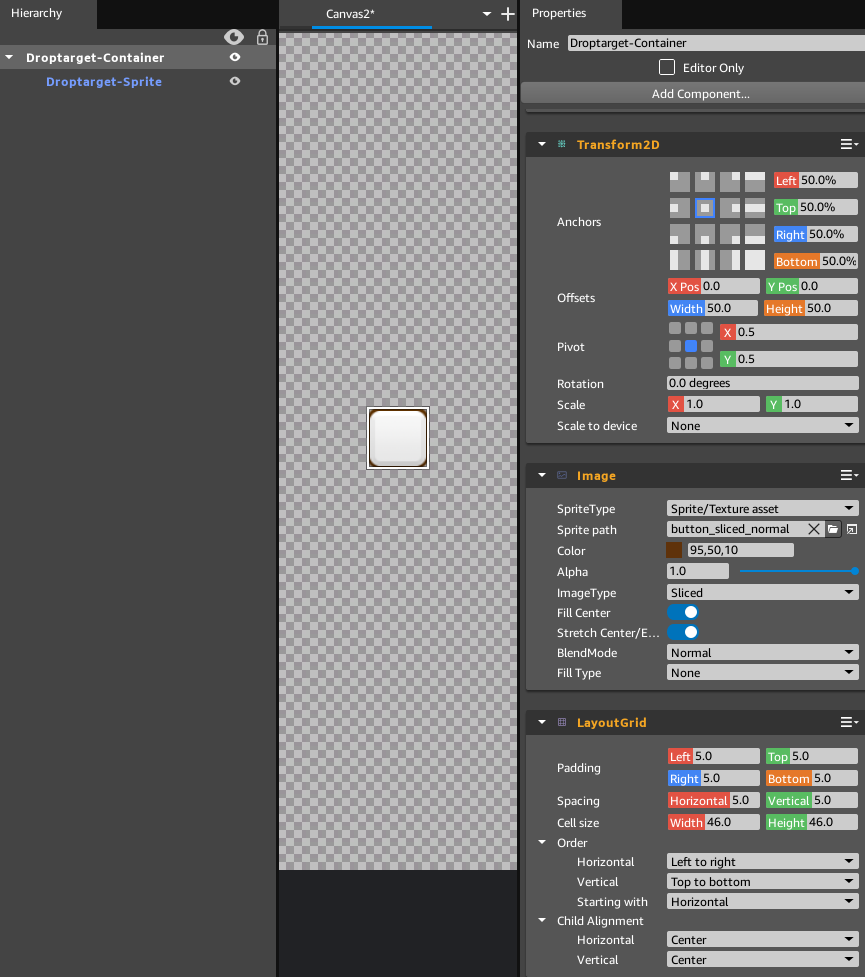 Hierarchy
Droptarget-Container
Droptarget-Sprite
Canvas2*
Properties
Name Droptarget-Container
Editor Only
Add Component...
Transform2D
Anchors
Left 50.0%
Top 50.0%
Right 50.0%
Bottom 50.0%
Offsets
X Pos 0.0 Y Pos 0.0
Width 50.0 Height 50.0
Pivot
X 0.5
Y 0.5
Rotation 0.0 degrees
Scale X 1.0 Y 1.0
Scale to device None
Image
SpriteType Sprite/Texture asset
Sprite path button_sliced_normal
Color 95,50,10
Alpha 1.0
ImageType Sliced
Fill Center
Stretch Center/E...
BlendMode Normal
Fill Type None
LayoutGrid
Padding
Left 5.0 Top 5.0
Right 5.0 Bottom 5.0
Spacing Horizontal 5.0 Vertical 5.0
Cell size Width 46.0 Height 46.0
Order
Horizontal Left to right
Vertical Top to bottom
Starting with Horizontal
Child Alignment
Horizontal Center
Vertical Center